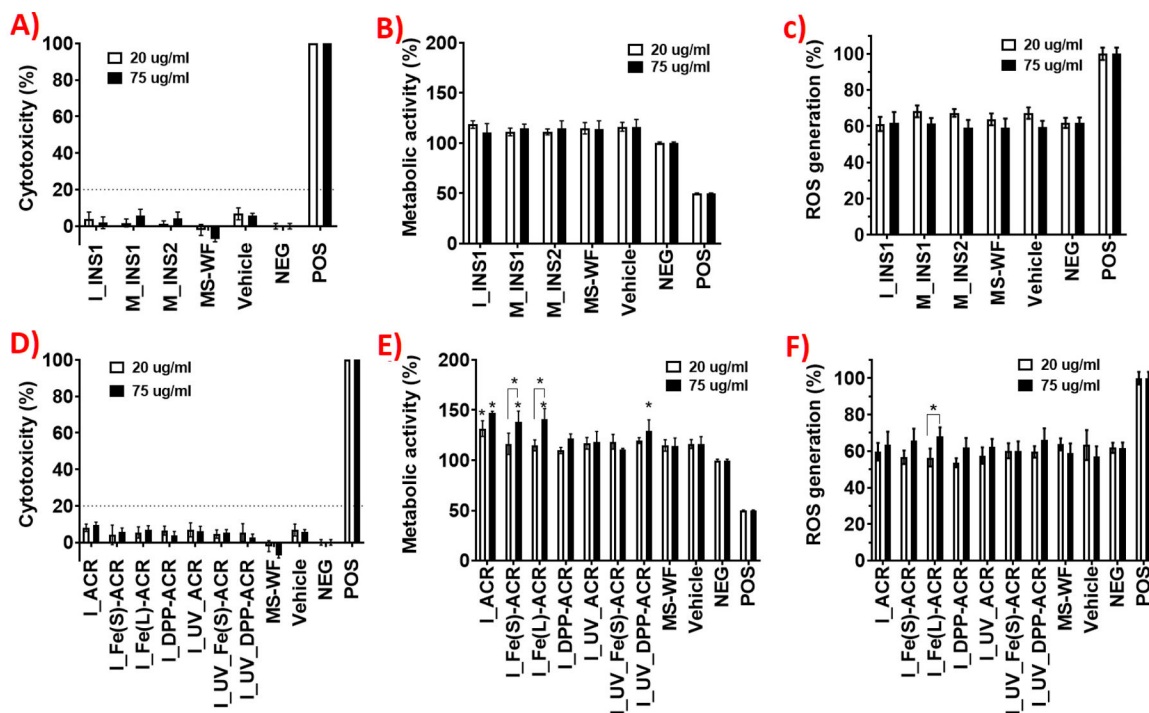 A)
Cytotoxicity (%)
100
80
60
40
20
0
20 ug/ml
75 ug/ml
I_INS1
M_INS1
M_INS2
MS-WF
Vehicle
NEG
POS
B)
Metabolic activity (%)
200
150
100
50
0
20 ug/ml
75 ug/ml
I_INS1
M_INS1
M_INS2
MS-WF
Vehicle
NEG
POS
c)
ROS generation (%)
100
80
60
40
20
0
20 ug/ml
75 ug/ml
I_INS1
M_INS1
M_INS2
MS-WF
Vehicle
NEG
POS
D)
Cytotoxicity (%)
100
80
60
40
20
0
20 ug/ml
75 ug/ml
I_ACR
I_Fe(S)-ACR
I_Fe(L)-ACR
I_DPP-ACR
I_UV_ACR
I_UV_Fe(S)-ACR
I_UV_DPP-ACR
MS-WF
Vehicle
NEG
POS
E)
Metabolic activity (%)
200
150
100
50
0
20 ug/ml
75 ug/ml
* *
* *
* *
*
I_ACR
I_Fe(S)-ACR
I_Fe(L)-ACR
I_DPP-ACR
I_UV_ACR
I_UV_Fe(S)-ACR
I_UV_DPP-ACR
MS-WF
Vehicle
NEG
POS
F)
ROS generation (%)
100
80
60
40
20
0
20 ug/ml
75 ug/ml
*
I_ACR
I_Fe(S)-ACR
I_Fe(L)-ACR
I_DPP-ACR
I_UV_ACR
I_UV_Fe(S)-ACR
I_UV_DPP-ACR
MS-WF
Vehicle
NEG
POS